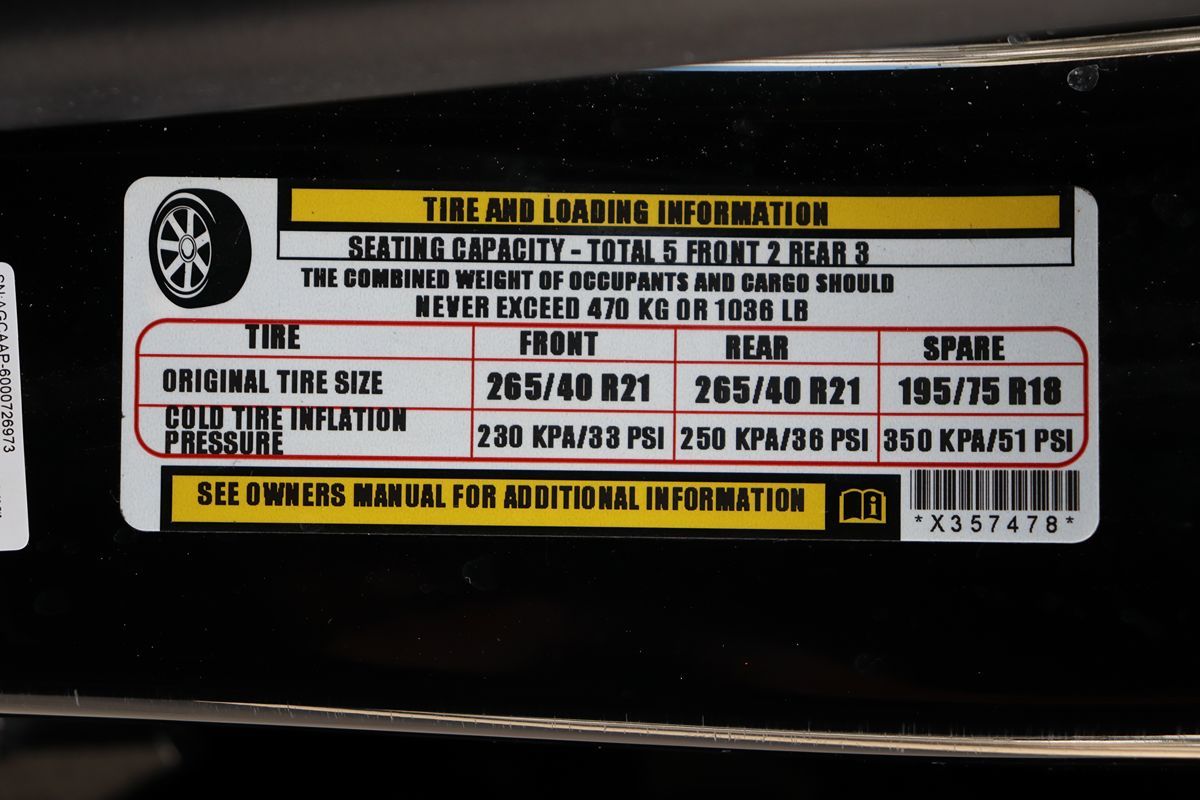 TIRE AND LOADING INFORMATION
SEATING CAPACITY - TOTAL 5 FRONT 2 REAR 3
THE COMBINED WEIGHT OF OCCUPANTS AND CARGO SHOULD
NEVER EXCEED 470 KG OR 1036 LB
TIRE FRONT REAR SPARE
ORIGINAL TIRE SIZE 265/40 R21 265/40 R21 195/75 R18
COLD TIRE INFLATION
PRESSURE 230 KPA/33 PSI 250 KPA/36 PSI 350 KPA/51 PSI
SEE OWNERS MANUAL FOR ADDITIONAL INFORMATION
*X357478*
SN:AGCAAP-6000726973